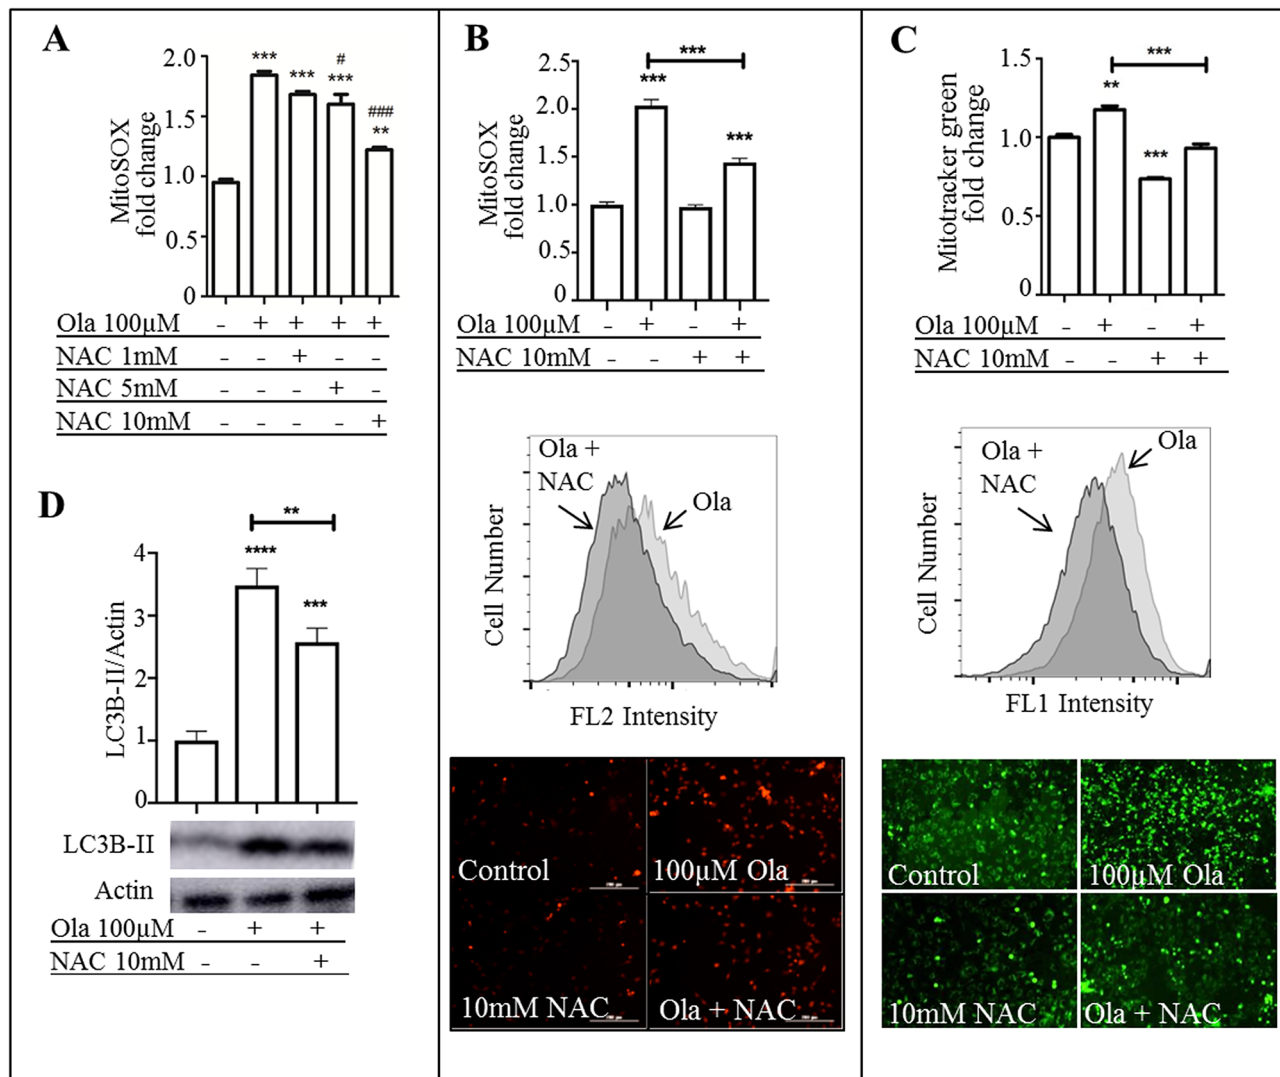 A
MitoSOX
fold change
2.0
1.5
1.0
0.5
0
***
***
#
***
###
**
Ola 100µM - + + + +
NAC 1mM - - + - -
NAC 5mM - - - + -
NAC 10mM - - - - +
B
MitoSOX
fold change
2.5
2.0
1.5
1.0
0.5
0
***
***
***
Ola 100µM - + - +
NAC 10mM - - + +
Ola +
NAC
Ola
Cell Number
FL2 Intensity
Control
100µM Ola
10mM NAC
Ola + NAC
C
Mitotracker green
fold change
1.5
1.0
0.5
0
***
**
***
Ola 100µM - + - +
NAC 10mM - - + +
Ola +
NAC
Ola
Cell Number
FL1 Intensity
Control
100µM Ola
10mM NAC
Ola + NAC
D
LC3B-II/Actin
4
3
2
1
0
**
****
***
LC3B-II
Actin
Ola 100µM - + +
NAC 10mM - - +